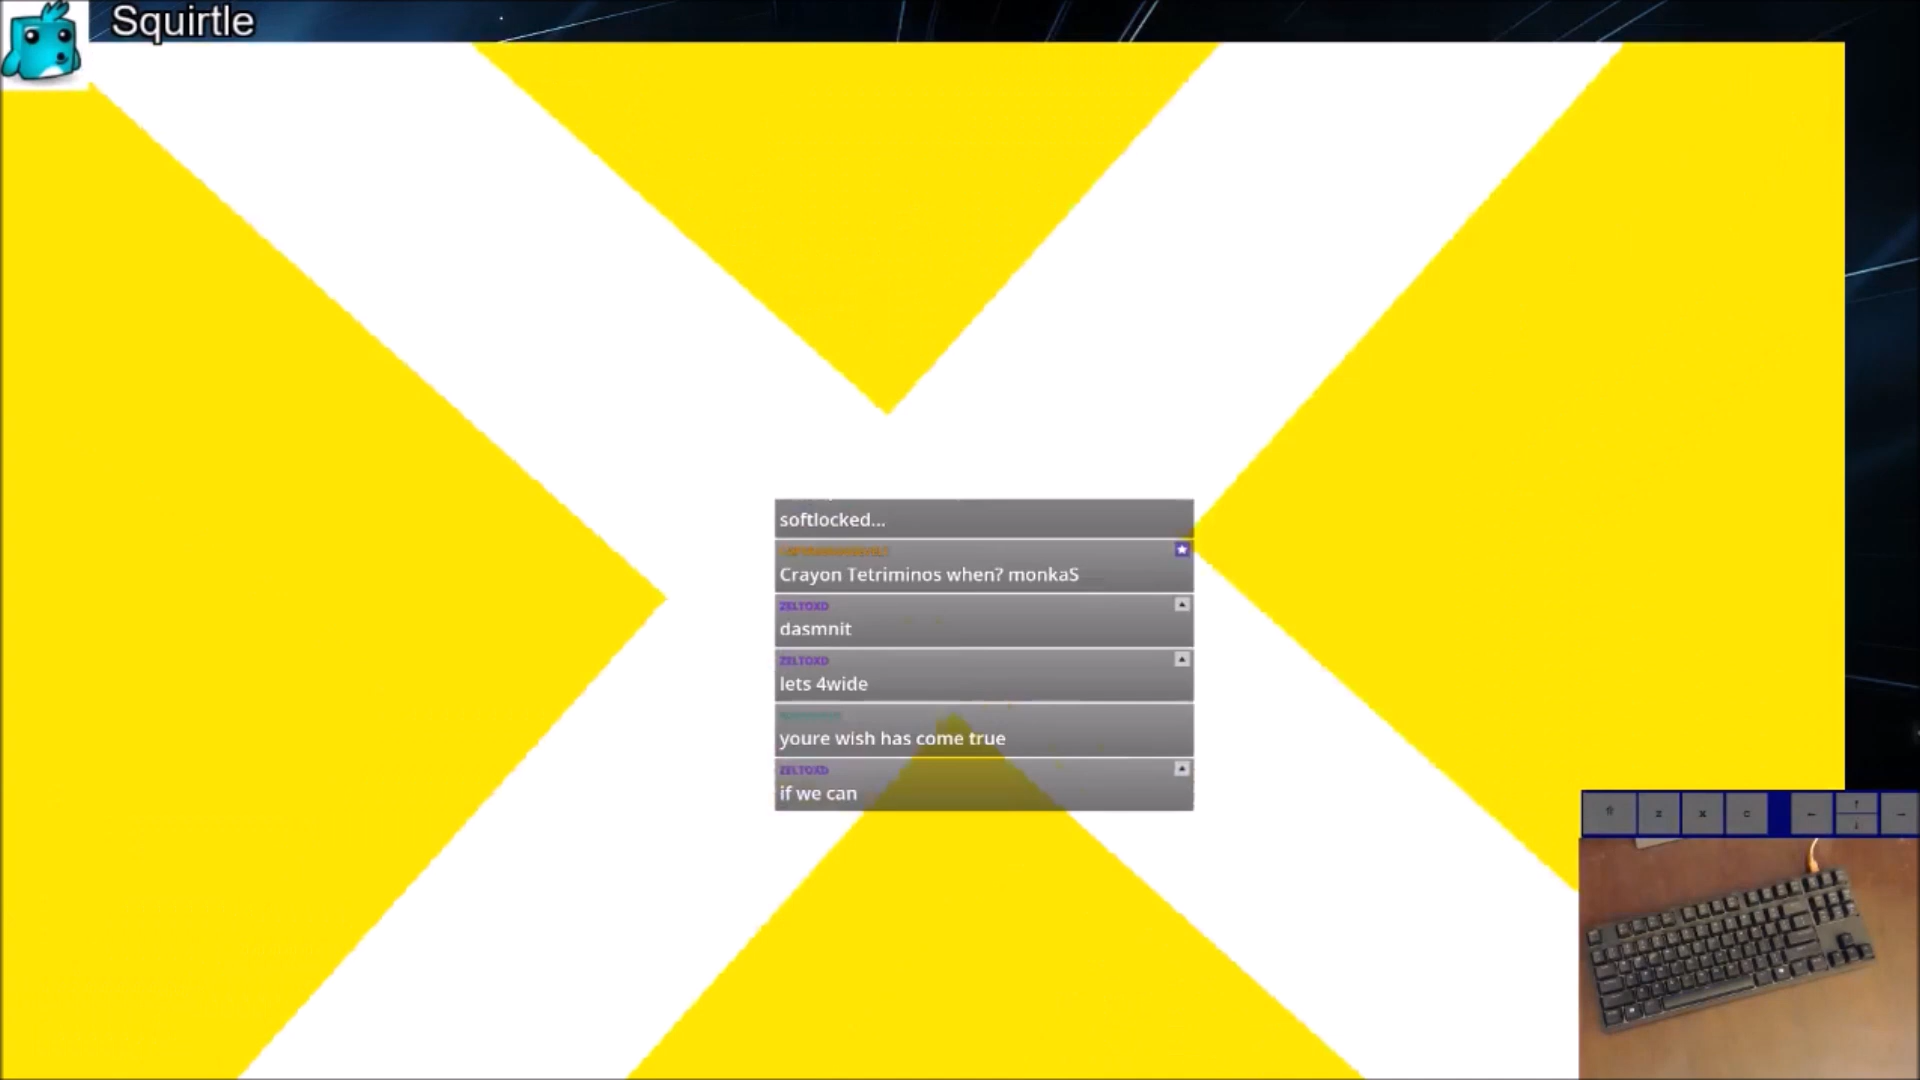 Squirtle
softlocked...
Crayon Tetriminos when? monkaS
ZELTOXD
dasmnit
ZELTOXD
lets 4wide
youre wish has come true
ZELTOXD
if we can
⇑ z x c ← ↑ ↓ →